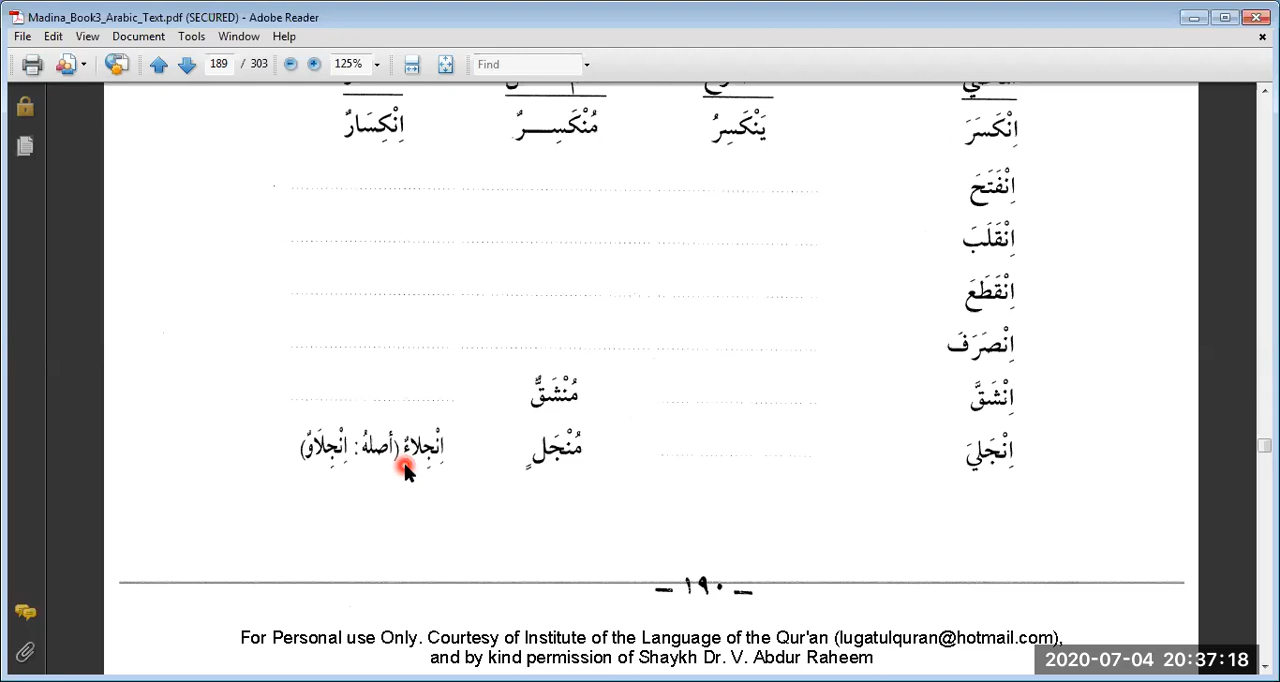 Madina_Book3_Arabic_Text.pdf (SECURED) - Adobe Reader
File Edit View Document Tools Window Help
189 / 303 125% Find
اِنْكَسَرَ يَنْكَسِرُ مُنْكَسِـــرٌ اِنْكِسَارٌ
اِنْفَتَحَ
اِنْقَلَبَ
اِنْقَطَعَ
اِنْصَرَفَ
اِنْشَقَّ مُنْشَقٌّ
اِنْجَلِيَ مُنْجَلٍ اِنْجِلاءٌ (أصلهُ : اِنْجِلَاوٌ)
– ١٩٠ –
For Personal use Only. Courtesy of Institute of the Language of the Qur'an (lugatulquran@hotmail.com),
and by kind permission of Shaykh Dr. V. Abdur Raheem
2020-07-04 20:37:18